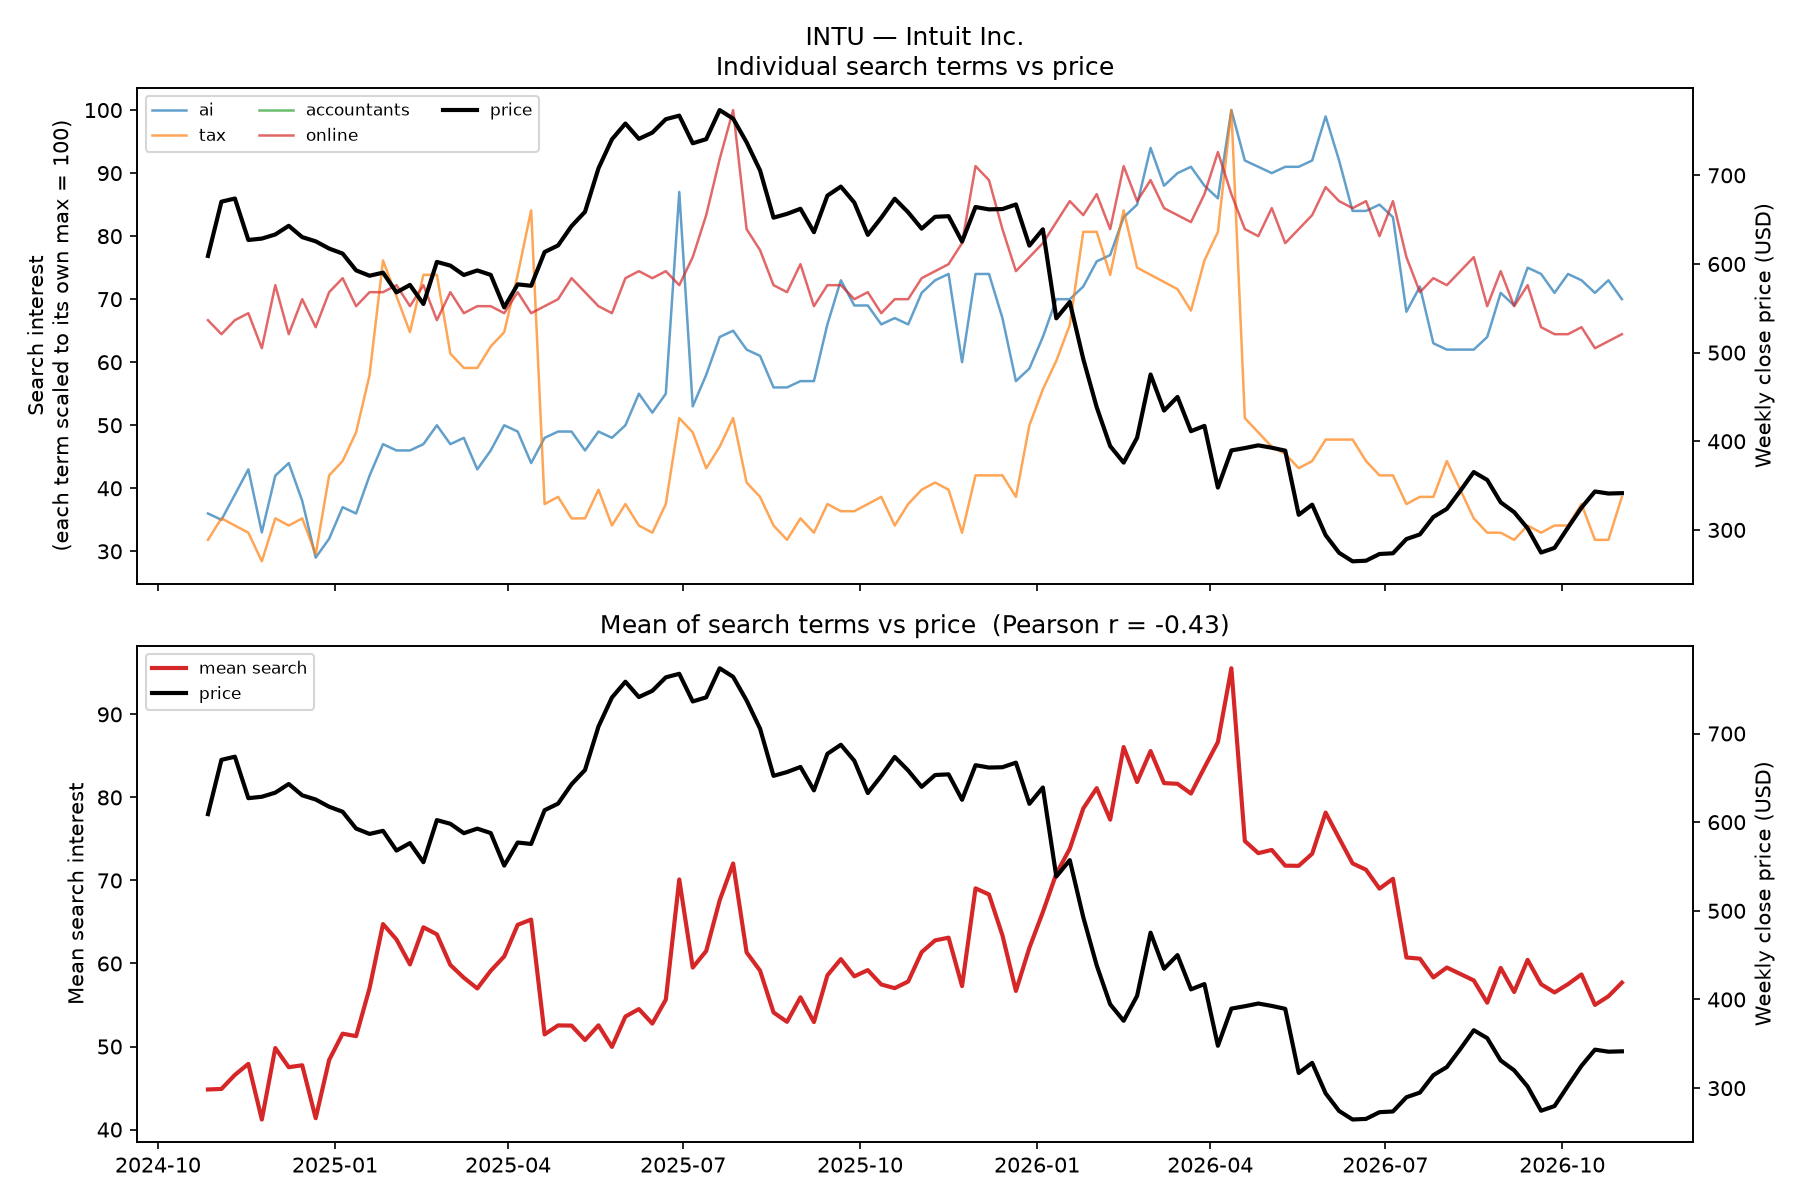 INTU — Intuit Inc.
Individual search terms vs price
ai
accountants
price
tax
online
100
90
80
70
60
50
40
30
Search interest
(each term scaled to its own max = 100)
700
600
500
400
300
Weekly close price (USD)
Mean of search terms vs price (Pearson r = -0.43)
mean search
price
90
80
70
60
50
40
Mean search interest
700
600
500
400
300
Weekly close price (USD)
2024-10
2025-01
2025-04
2025-07
2025-10
2026-01
2026-04
2026-07
2026-10